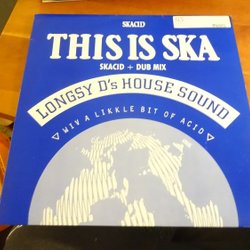 SKACID
THIS IS SKA
SKACID + DUB MIX
LONGSY D's HOUSE SOUND
WIV A LIKKLE BIT OF ACID